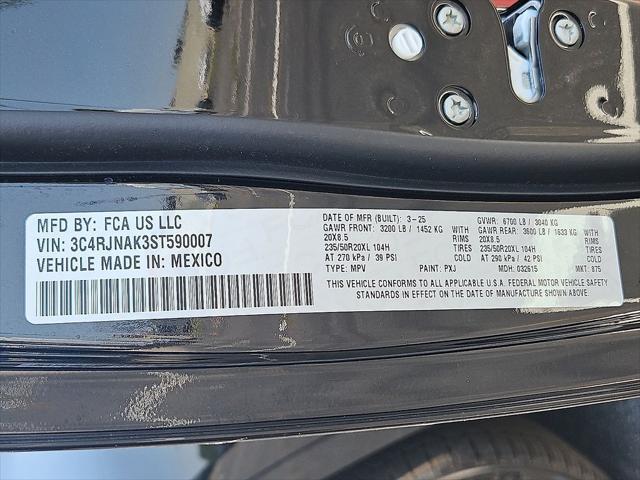 MFD BY: FCA US LLC
VIN: 3C4RJNAK3ST590007
VEHICLE MADE IN: MEXICO
DATE OF MFR (BUILT): 3-25 GVWR: 6700 LB / 3040 KG
GAWR FRONT: 3200 LB / 1452 KG GAWR REAR: 3600 LB / 1633 KG
20X8.5 RIMS 20X8.5 RIMS
235/50R20XL 104H TIRES 235/50R20XL 104H TIRES
AT 270 kPa / 39 PSI COLD AT 290 kPa / 42 PSI COLD
TYPE: MPV PAINT: PXJ MDH: 032615 MKT: 875
THIS VEHICLE CONFORMS TO ALL APPLICABLE U.S.A. FEDERAL MOTOR VEHICLE SAFETY
STANDARDS IN EFFECT ON THE DATE OF MANUFACTURE SHOWN ABOVE.